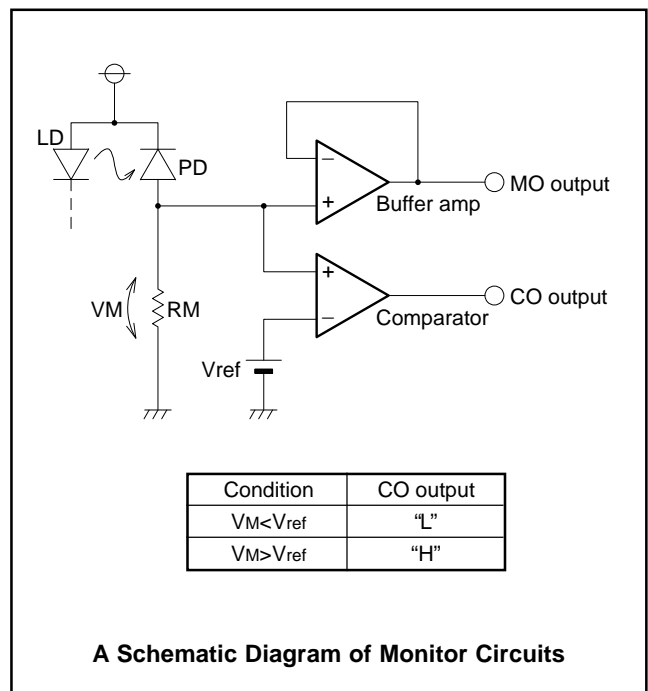 LD
PD
−
+
Buffer amp
MO output
VM
RM
+
−
Comparator
CO output
Vref
Condition CO output
VM<Vref “L”
VM>Vref “H”
A Schematic Diagram of Monitor Circuits